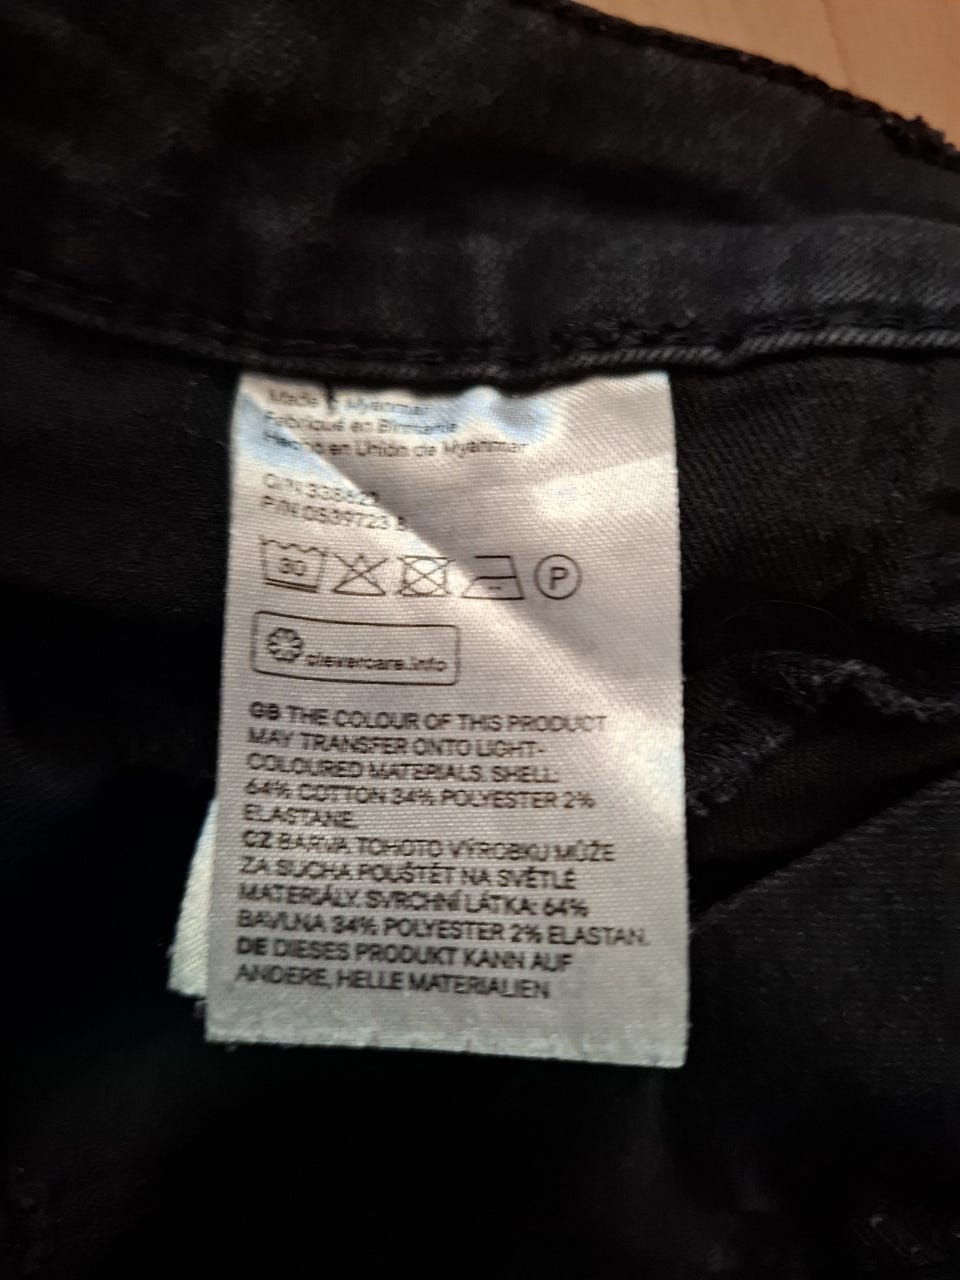 Made in Myanmar
Fabriqué en Birmanie
Hecho en Unión de Myanmar
O/N
P/N
30
P
clevercare.info
GB THE COLOUR OF THIS PRODUCT
MAY TRANSFER ONTO LIGHT-
COLOURED MATERIALS. SHELL:
64% COTTON 34% POLYESTER 2%
ELASTANE.
CZ BARVA TOHOTO VÝROBKU MŮŽE
ZA SUCHA POUŠTĚT NA SVĚTLÉ
MATERIÁLY. SVRCHNÍ LÁTKA: 64%
BAVLNA 34% POLYESTER 2% ELASTAN.
DE DIESES PRODUKT KANN AUF
ANDERE, HELLE MATERIALIEN